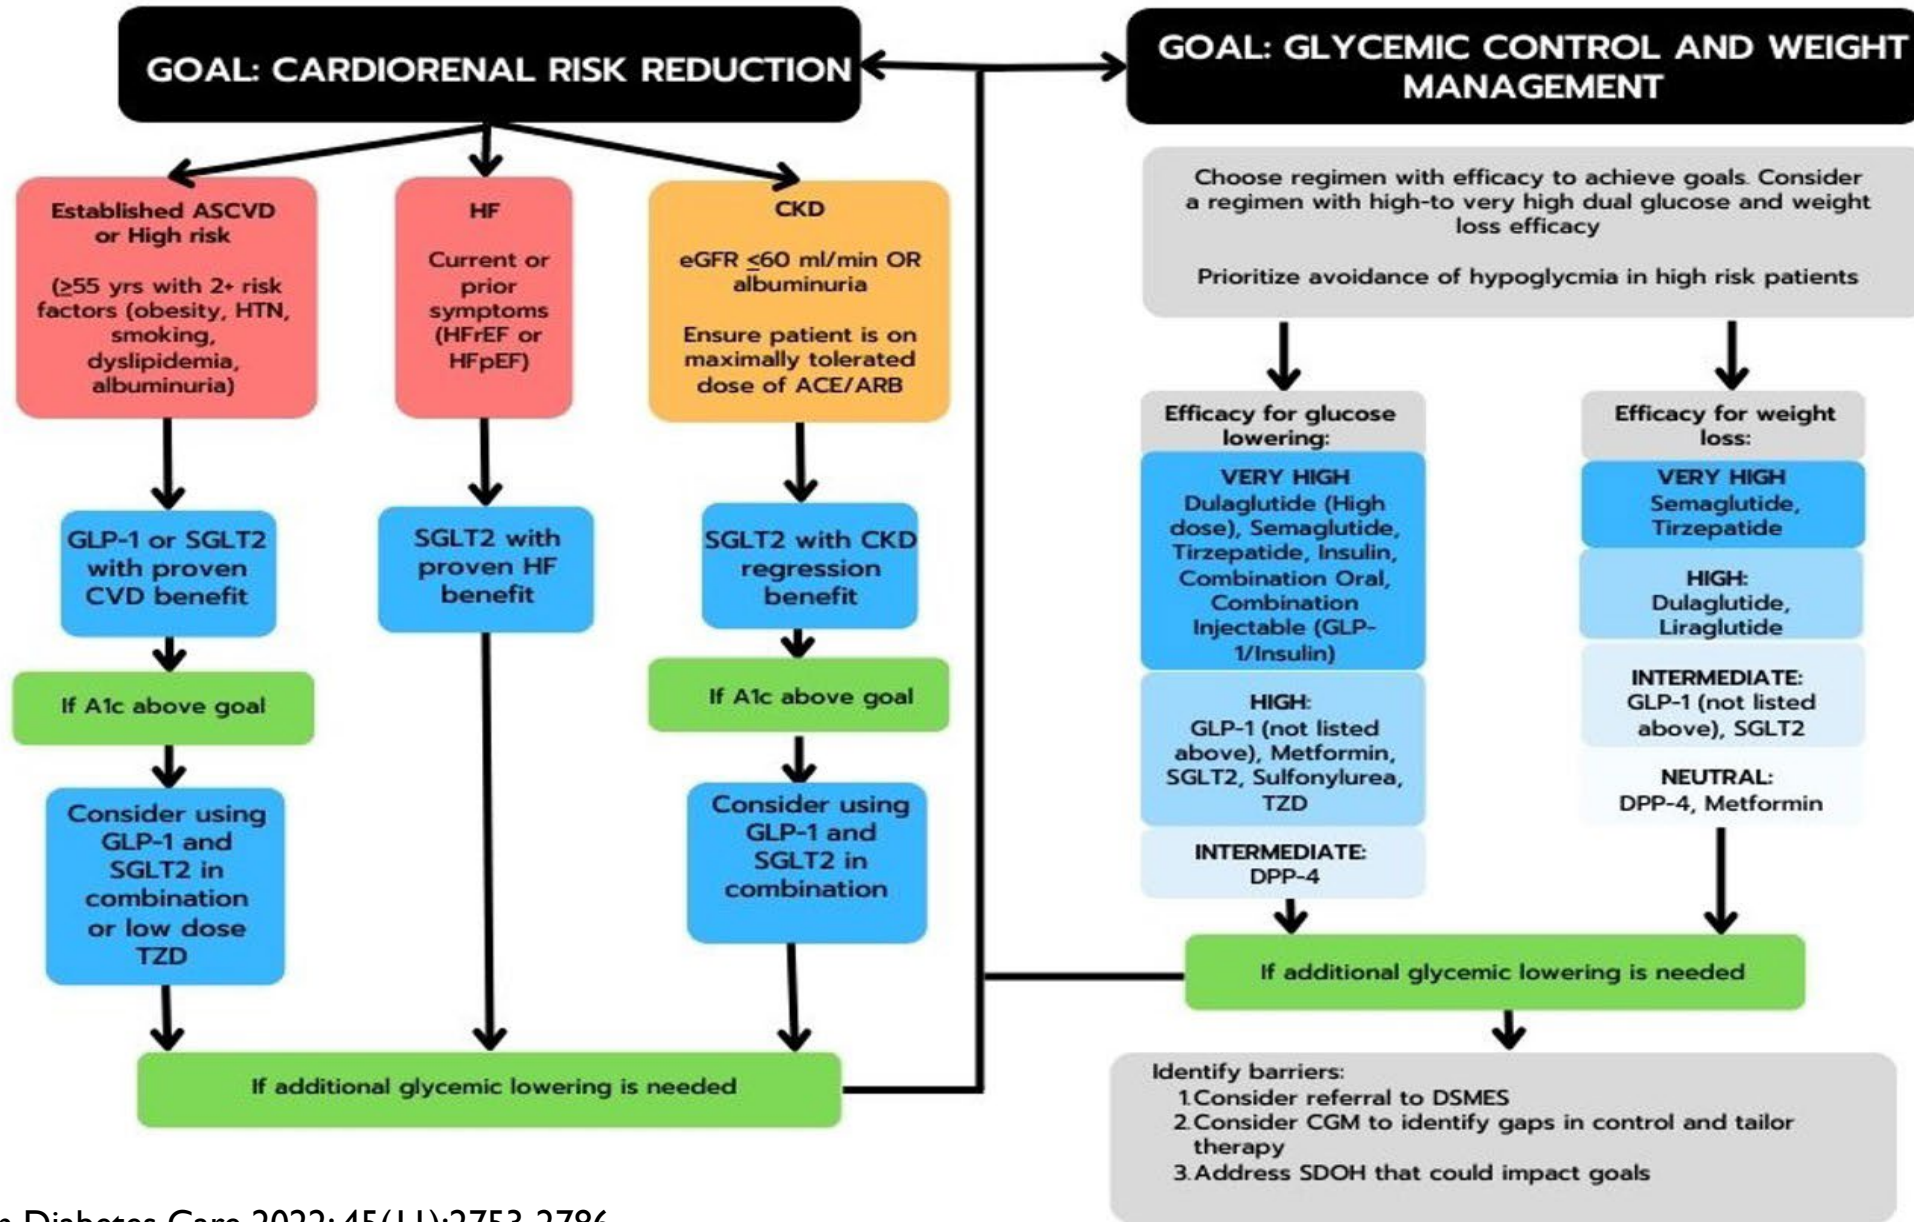 GOAL: CARDIORENAL RISK REDUCTION
GOAL: GLYCEMIC CONTROL AND WEIGHT
MANAGEMENT
Established ASCVD
or High risk
(≥55 yrs with 2+ risk
factors (obesity, HTN,
smoking,
dyslipidemia,
albuminuria)
HF
Current or
prior
symptoms
(HFrEF or
HFpEF)
CKD
eGFR ≤60 ml/min OR
albuminuria
Ensure patient is on
maximally tolerated
dose of ACE/ARB
GLP-1 or SGLT2
with proven
CVD benefit
SGLT2 with
proven HF
benefit
SGLT2 with CKD
regression
benefit
If A1c above goal
If A1c above goal
Consider using
GLP-1 and
SGLT2 in
combination
or low dose
TZD
Consider using
GLP-1 and
SGLT2 in
combination
If additional glycemic lowering is needed
Choose regimen with efficacy to achieve goals. Consider
a regimen with high-to very high dual glucose and weight
loss efficacy
Prioritize avoidance of hypoglycmia in high risk patients
Efficacy for glucose
lowering:
VERY HIGH
Dulaglutide (High
dose), Semaglutide,
Tirzepatide, Insulin,
Combination Oral,
Combination
Injectable (GLP-
1/Insulin)
HIGH:
GLP-1 (not listed
above), Metformin,
SGLT2, Sulfonylurea,
TZD
INTERMEDIATE:
DPP-4
Efficacy for weight
loss:
VERY HIGH
Semaglutide,
Tirzepatide
HIGH:
Dulaglutide,
Liraglutide
INTERMEDIATE:
GLP-1 (not listed
above), SGLT2
NEUTRAL:
DPP-4, Metformin
If additional glycemic lowering is needed
Identify barriers:
1.Consider referral to DSMES
2.Consider CGM to identify gaps in control and tailor
therapy
3.Address SDOH that could impact goals
Diabetes Care 2022; 45(11):2753-2786